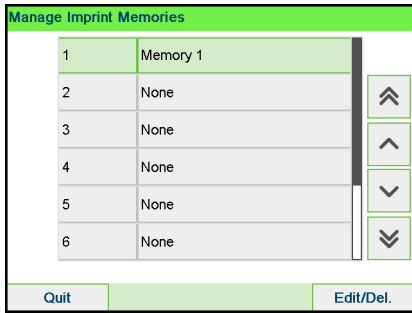 Manage Imprint Memories
1 Memory 1
2 None
3 None
4 None
5 None
6 None
Quit Edit/Del.